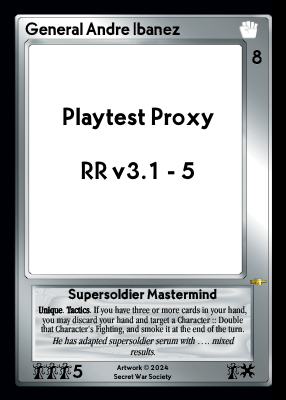 General Andre Ibanez
8
Playtest Proxy
RR v3.1 - 5
Supersoldier Mastermind
Unique. Tactics. If you have three or more cards in your hand,
you may discard your hand and target a Character :: Double
that Character's Fighting, and smoke it at the end of the turn.
He has adapted supersoldier serum with …. mixed
results.
5
Artwork © 2024
Secret War Society